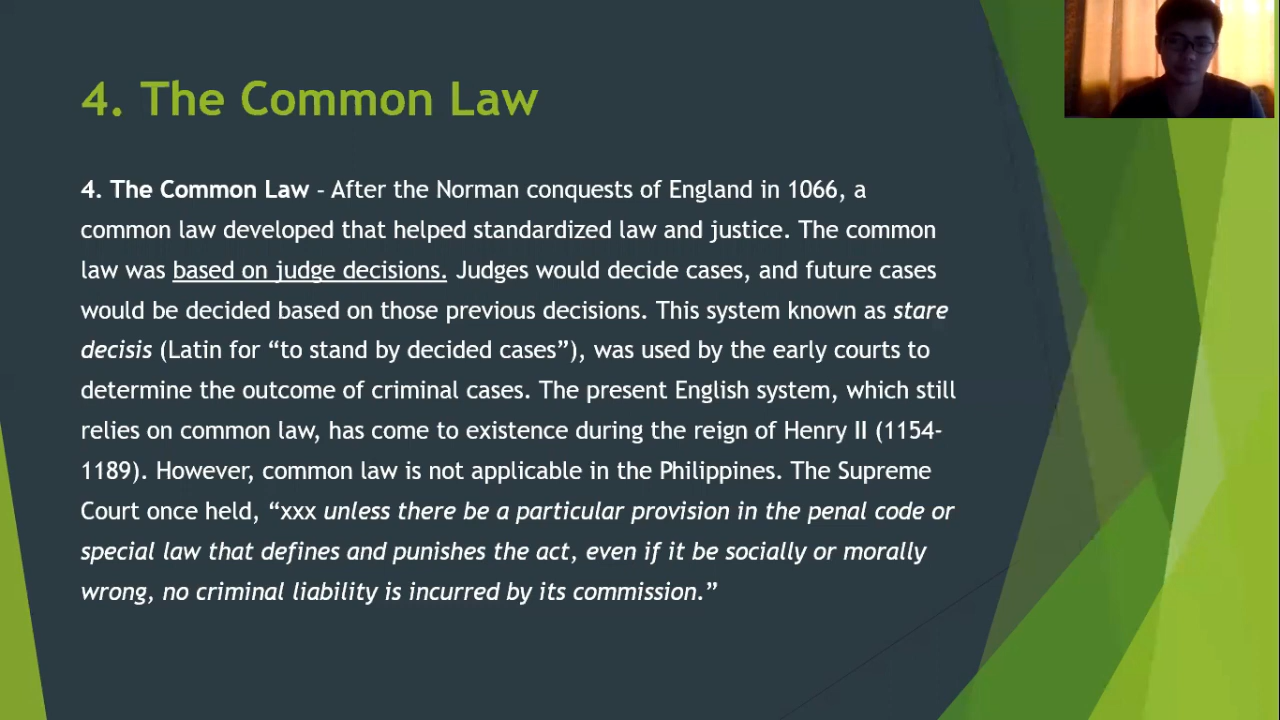 4. The Common Law
4. The Common Law - After the Norman conquests of England in 1066, a
common law developed that helped standardized law and justice. The common
law was based on judge decisions. Judges would decide cases, and future cases
would be decided based on those previous decisions. This system known as stare
decisis (Latin for “to stand by decided cases”), was used by the early courts to
determine the outcome of criminal cases. The present English system, which still
relies on common law, has come to existence during the reign of Henry II (1154-
1189). However, common law is not applicable in the Philippines. The Supreme
Court once held, “xxx unless there be a particular provision in the penal code or
special law that defines and punishes the act, even if it be socially or morally
wrong, no criminal liability is incurred by its commission.”